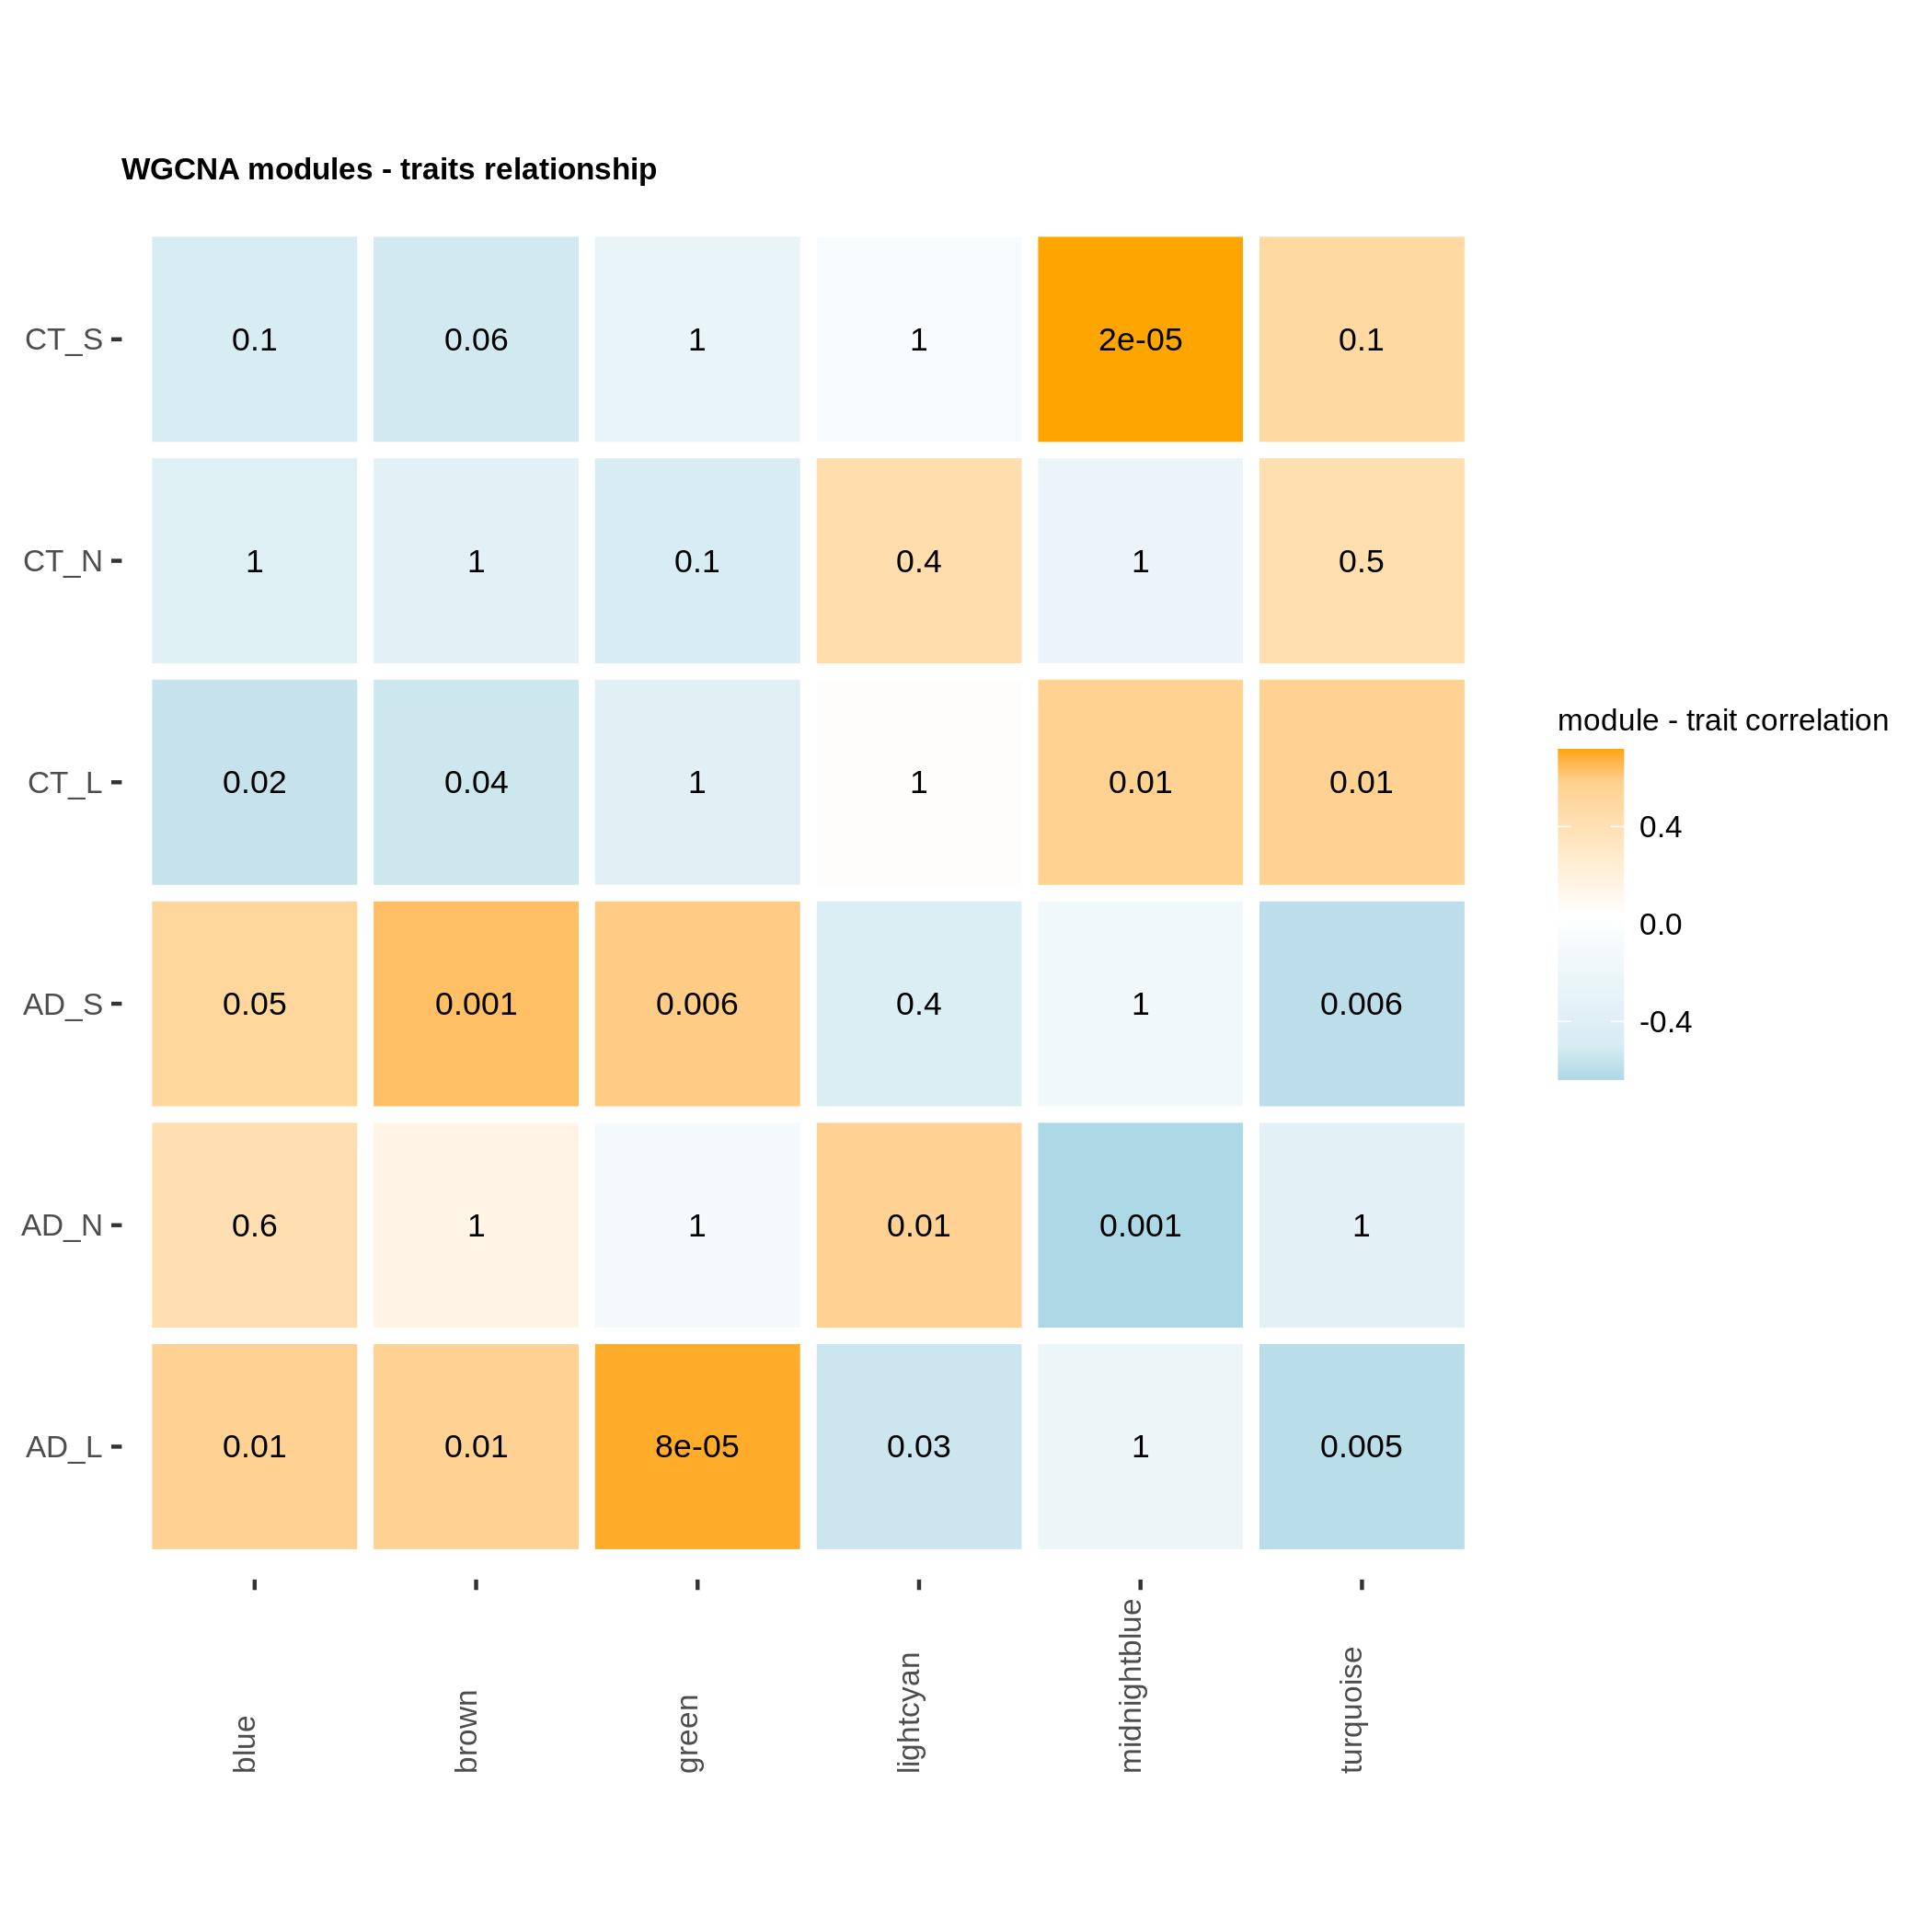 WGCNA modules - traits relationship
CT_S 0.1 0.06 1 1 2e-05 0.1
CT_N 1 1 0.1 0.4 1 0.5
CT_L 0.02 0.04 1 1 0.01 0.01
AD_S 0.05 0.001 0.006 0.4 1 0.006
AD_N 0.6 1 1 0.01 0.001 1
AD_L 0.01 0.01 8e-05 0.03 1 0.005
blue brown green lightcyan midnightblue turquoise
module - trait correlation
0.4
0.0
-0.4